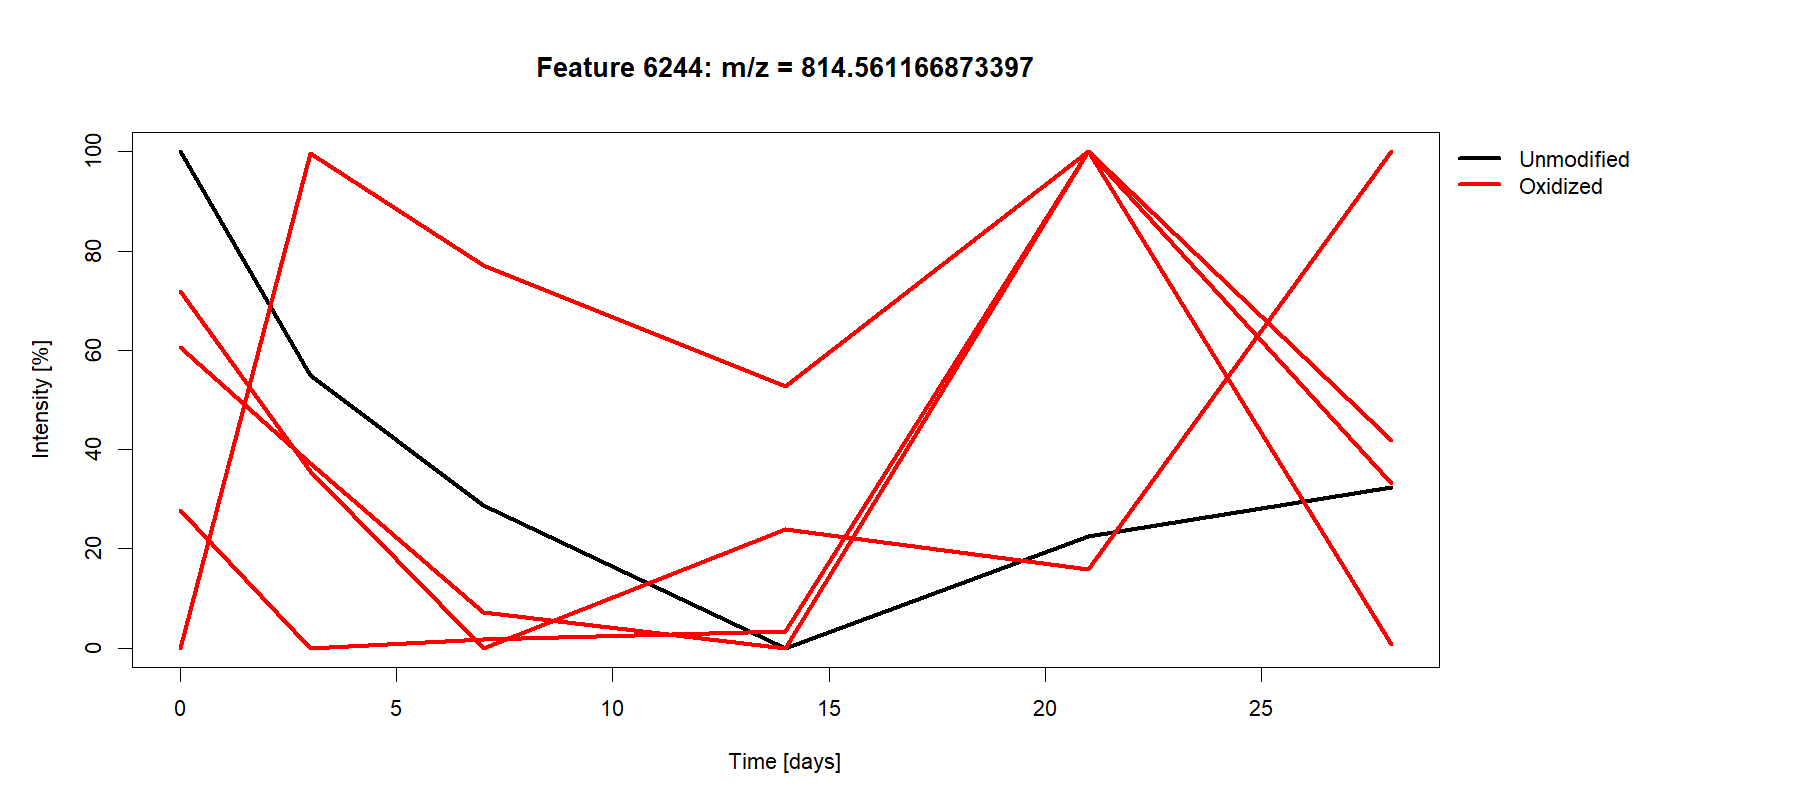 Feature 6244: m/z = 814.561166873397
Unmodified
Oxidized
Intensity [%]
100
80
60
40
20
0
0 5 10 15 20 25
Time [days]